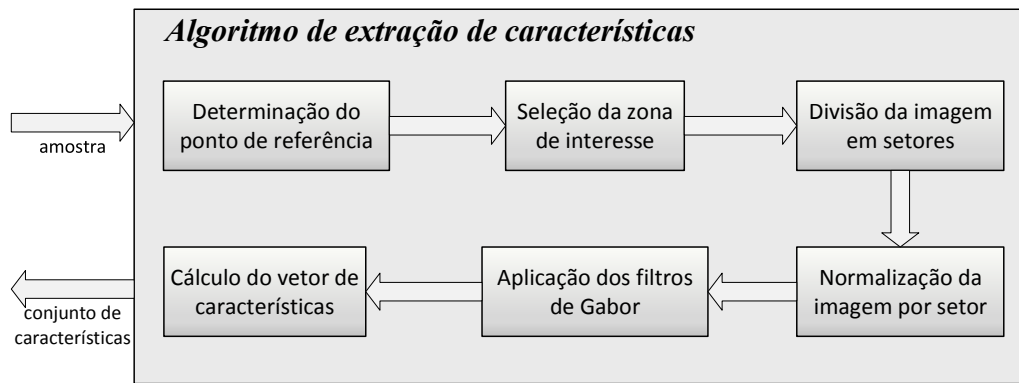 Algoritmo de extração de características
amostra
Determinação do
ponto de referência
Seleção da zona
de interesse
Divisão da imagem
em setores
Normalização da
imagem por setor
Aplicação dos filtros
de Gabor
Cálculo do vetor de
características
conjunto de
características